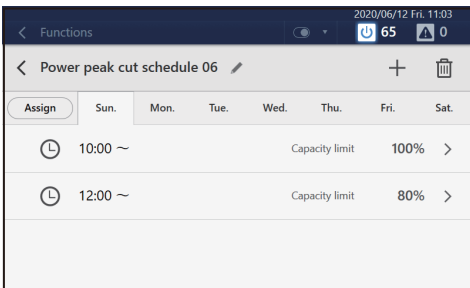 2020/06/12 Fri. 11:03
Functions 65 0
Power peak cut schedule 06
Assign Sun. Mon. Tue. Wed. Thu. Fri. Sat.
10:00 ~ Capacity limit 100%
12:00 ~ Capacity limit 80%